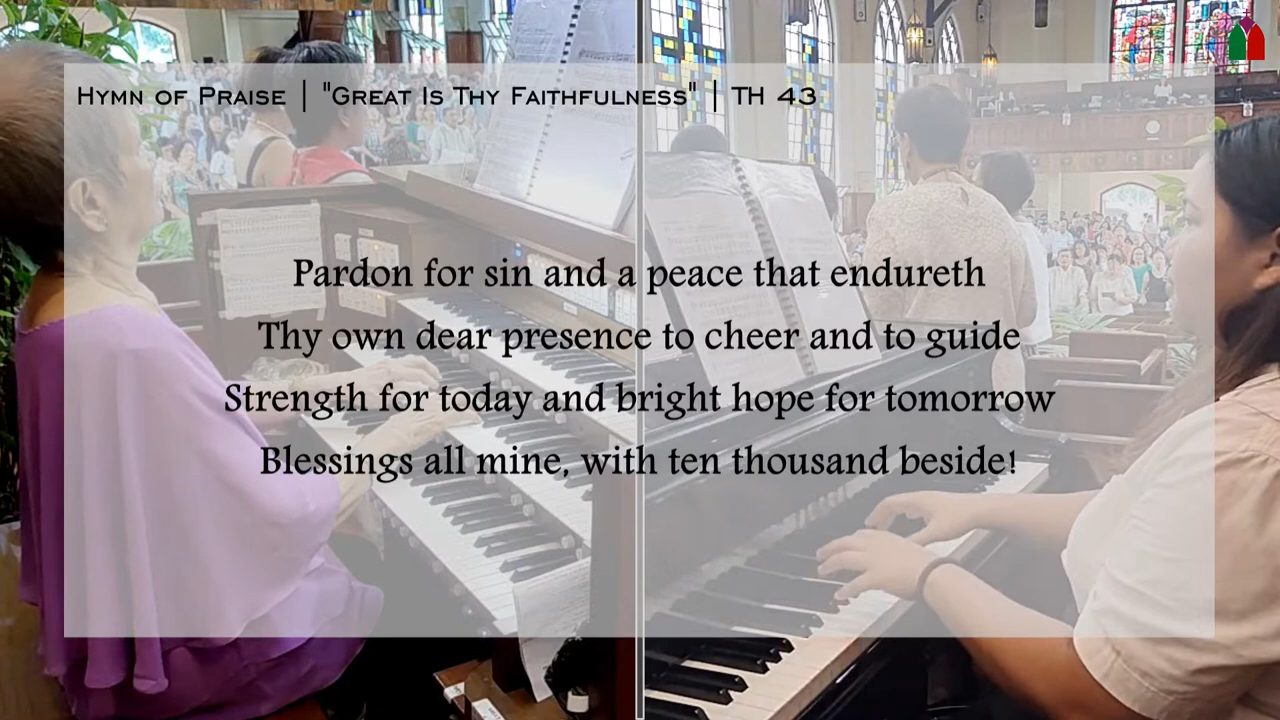 Hymn of Praise | "Great Is Thy Faithfulness" | TH 43
Pardon for sin and a peace that endureth
Thy own dear presence to cheer and to guide
Strength for today and bright hope for tomorrow
Blessings all mine, with ten thousand beside!